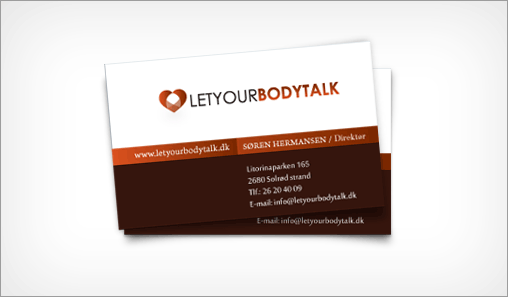 LETYOURBODYTALK
www.letyourbodytalk.dk SØREN HERMANSEN / Direktør
Litorinaparken 165
2680 Solrød strand
Tlf.: 26 20 40 09
E-mail: info@letyourbodytalk.dk
E-mail: info@letyourbodytalk.dk